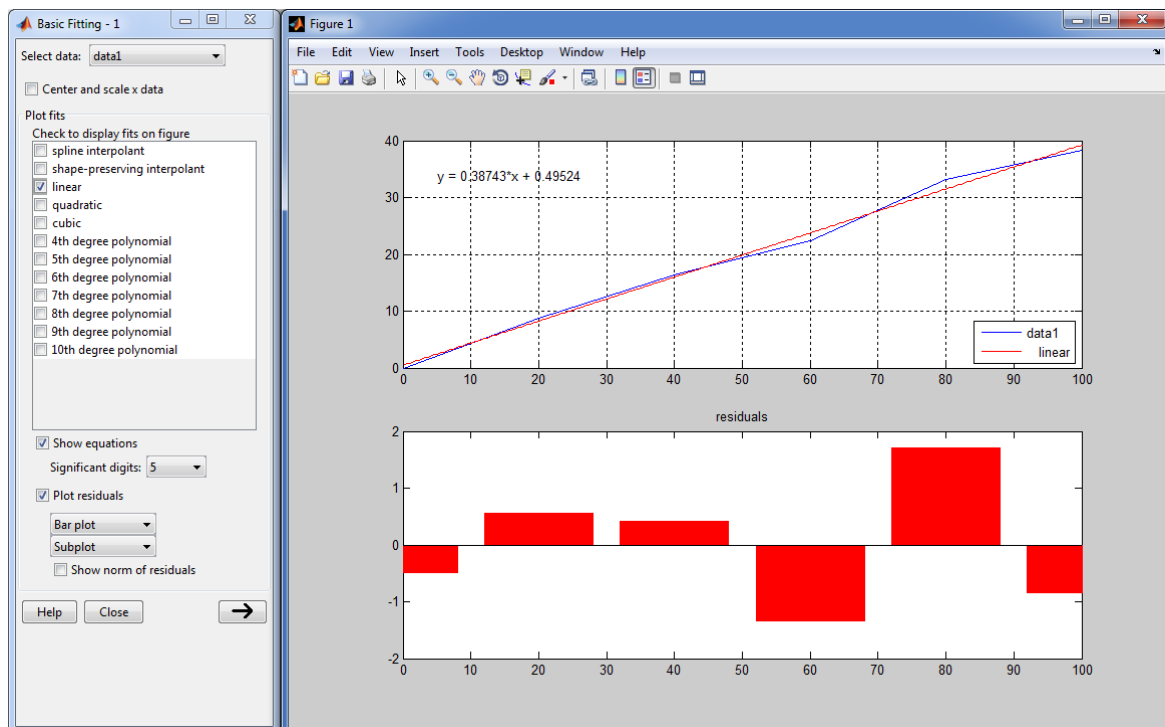 Basic Fitting - 1
Select data: data1
Center and scale x data
Plot fits
Check to display fits on figure
spline interpolant
shape-preserving interpolant
linear
quadratic
cubic
4th degree polynomial
5th degree polynomial
6th degree polynomial
7th degree polynomial
8th degree polynomial
9th degree polynomial
10th degree polynomial
Show equations
Significant digits: 5
Plot residuals
Bar plot
Subplot
Show norm of residuals
Help Close
Figure 1
File Edit View Insert Tools Desktop Window Help
40
30
20
10
0
y = 0.38743*x + 0.49524
data1
linear
0 10 20 30 40 50 60 70 80 90 100
residuals
2
1
0
-1
-2
0 10 20 30 40 50 60 70 80 90 100